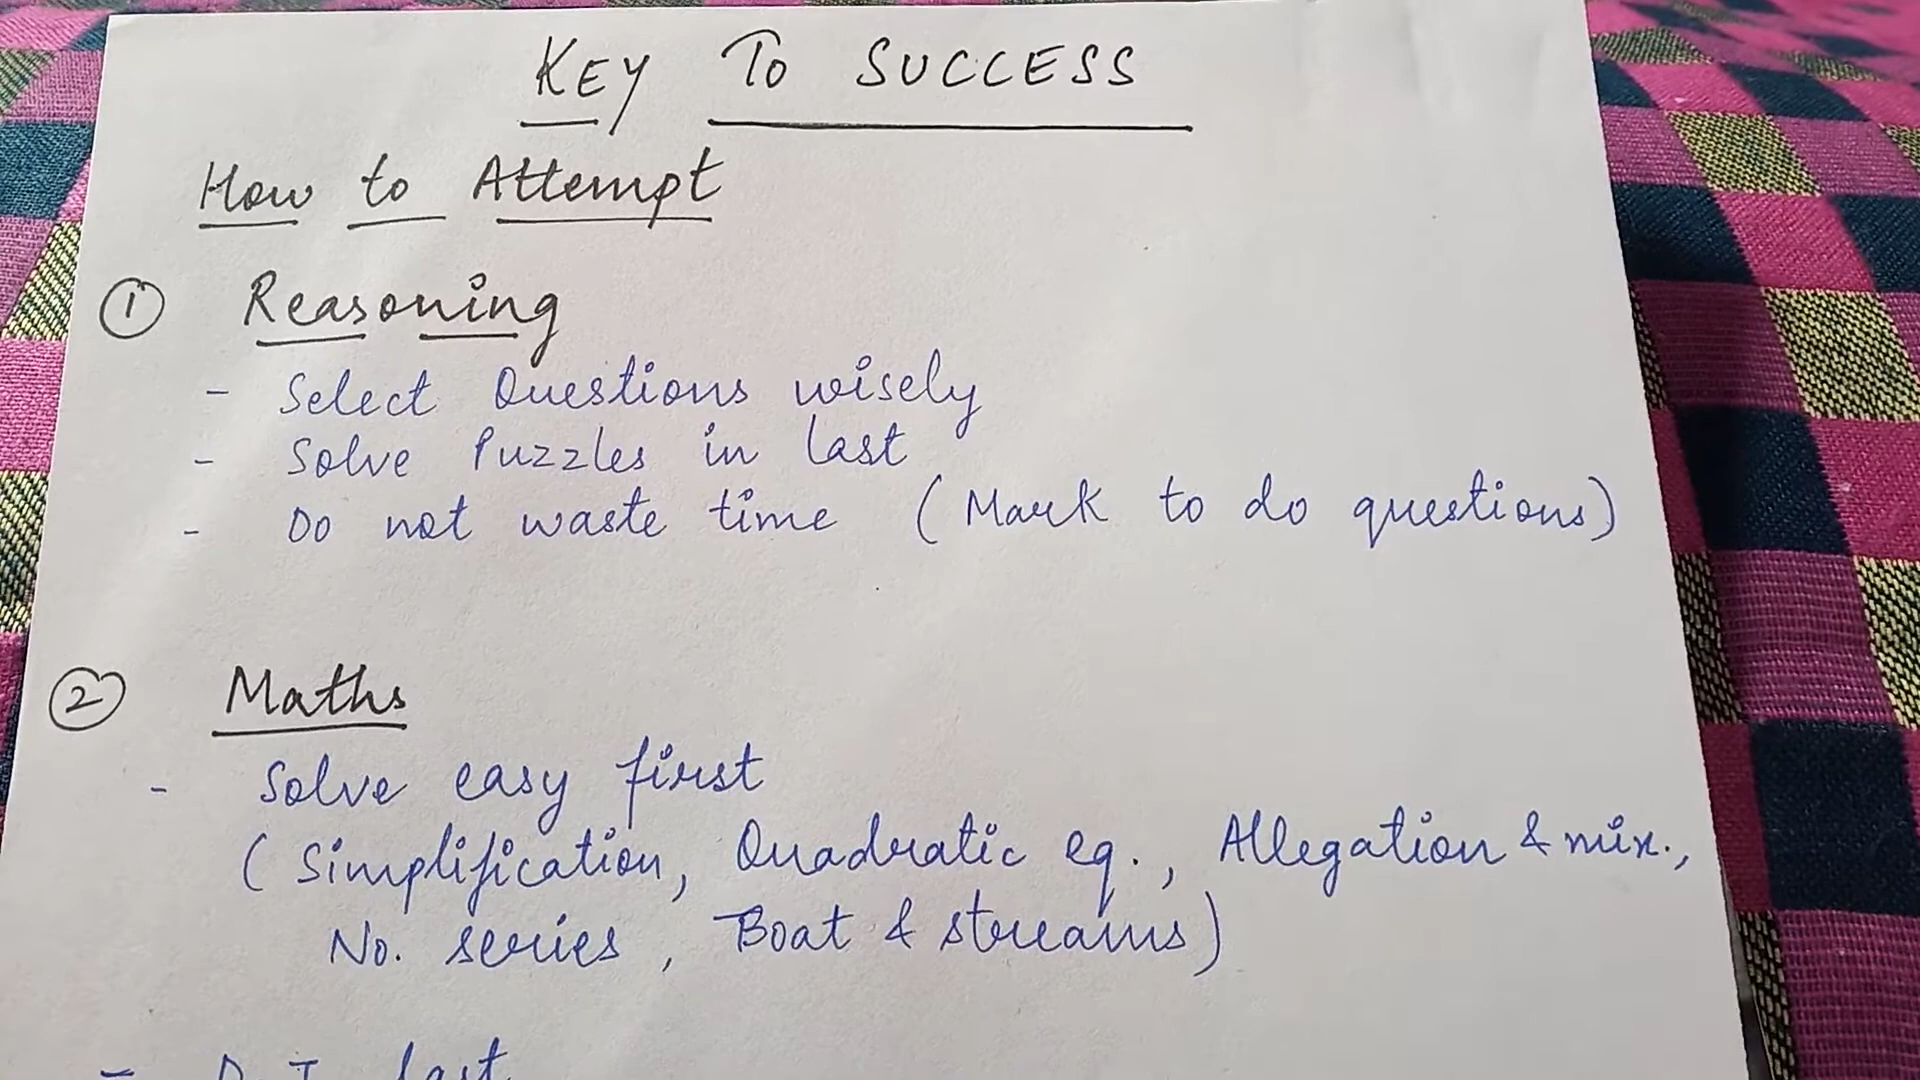 KEY To SUCCESS
How to Attempt
① Reasoning
- Select Questions wisely
- Solve Puzzles in last
- Do not waste time (Mark to do questions)
② Maths
- Solve easy first
(Simplification, Quadratic eq., Allegation & mix.,
No. series, Boat & streams)
- D.I last